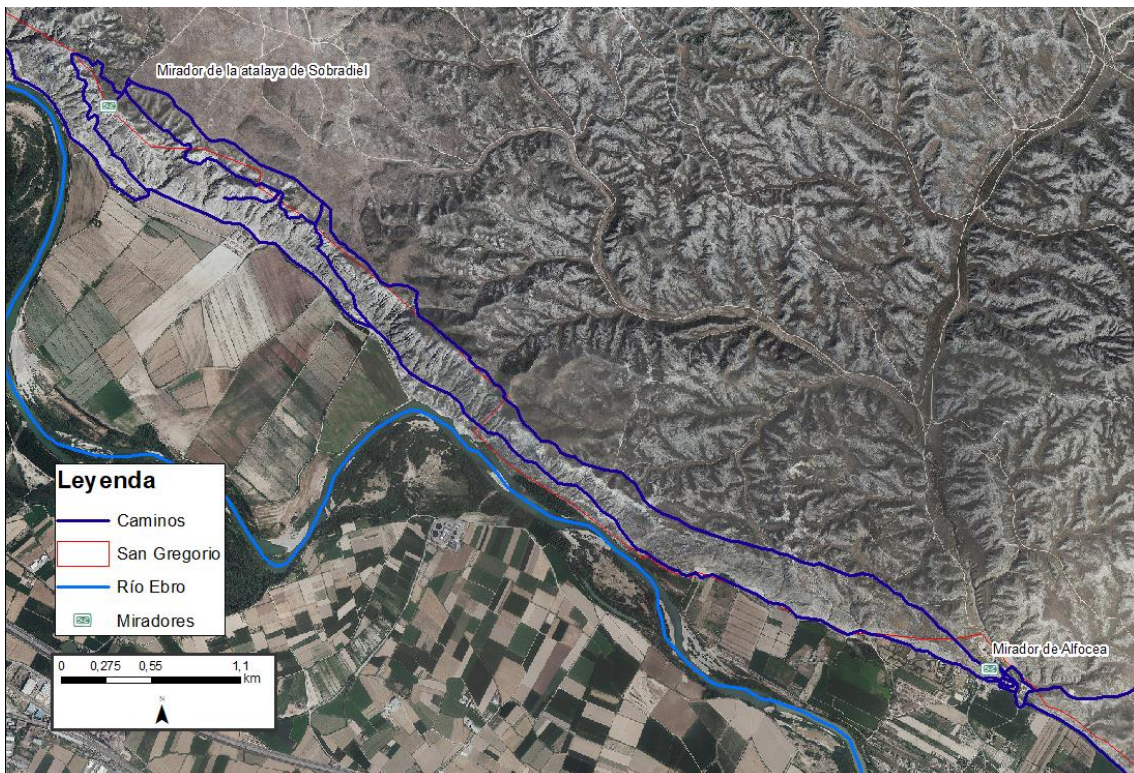 Mirador de la atalaya de Sobradiel
Mirador de Alfocea
Leyenda
Caminos
San Gregorio
Río Ebro
Miradores
0 0,275 0,55 1,1
km
N